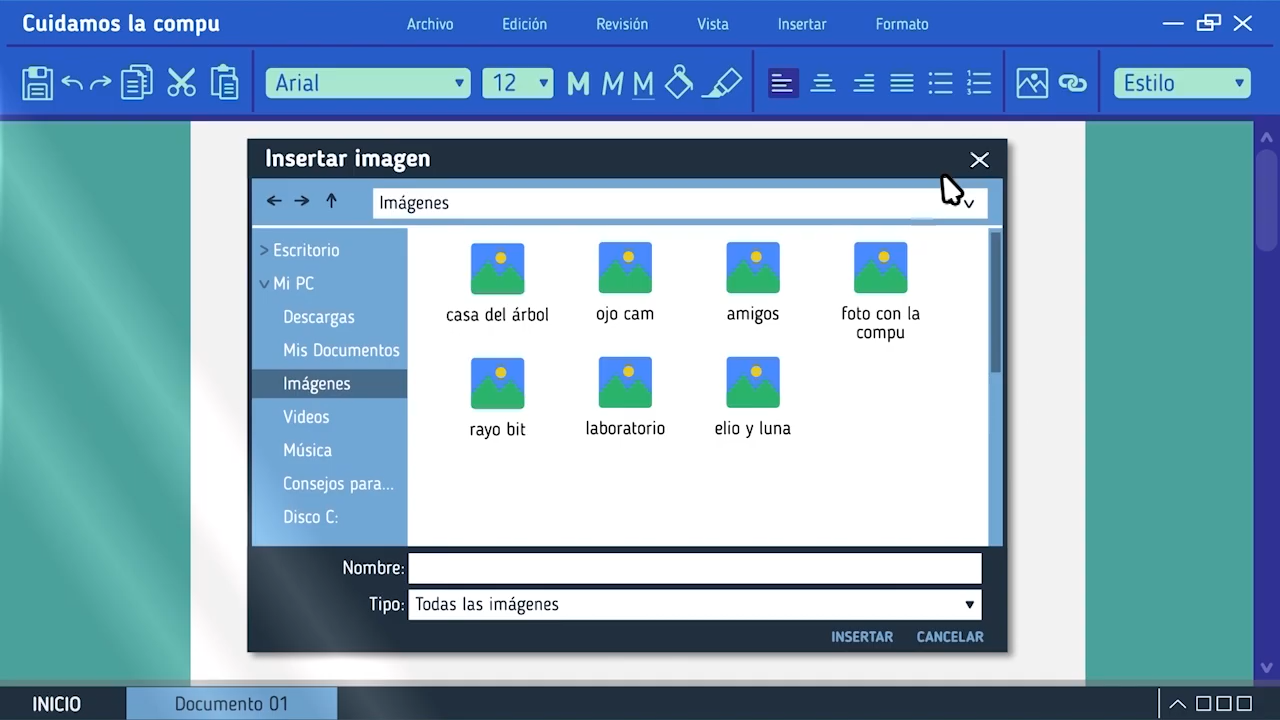 Cuidamos la compu
Archivo Edición Revisión Vista Insertar Formato
Arial 12 M M M Estilo
Insertar imagen
Imágenes
Escritorio
Mi PC
Descargas
Mis Documentos
Imágenes
Videos
Música
Consejos para...
Disco C:
casa del árbol
ojo cam
amigos
foto con la
compu
rayo bit
laboratorio
elio y luna
Nombre:
Tipo: Todas las imágenes
INSERTAR CANCELAR
INICIO Documento 01